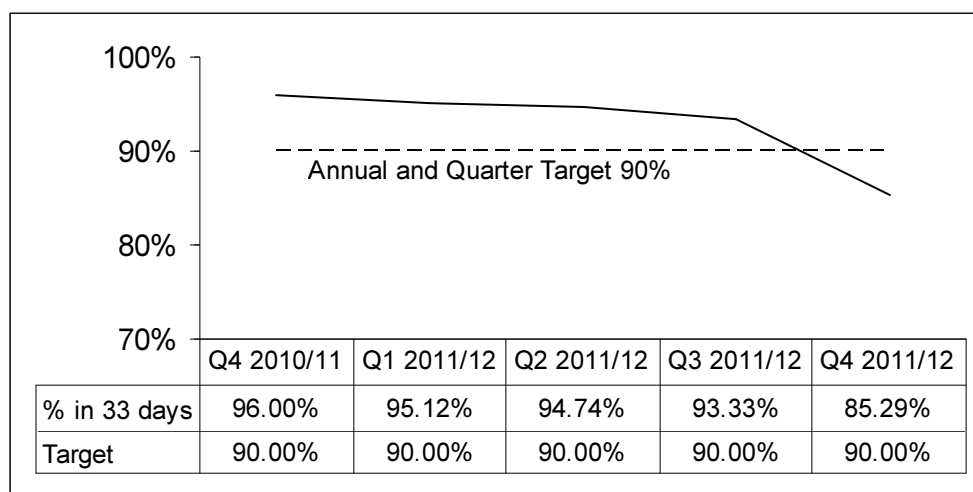 100%
90%
Annual and Quarter Target 90%
80%
70%
Q4 2010/11 Q1 2011/12 Q2 2011/12 Q3 2011/12 Q4 2011/12
% in 33 days 96.00% 95.12% 94.74% 93.33% 85.29%
Target 90.00% 90.00% 90.00% 90.00% 90.00%